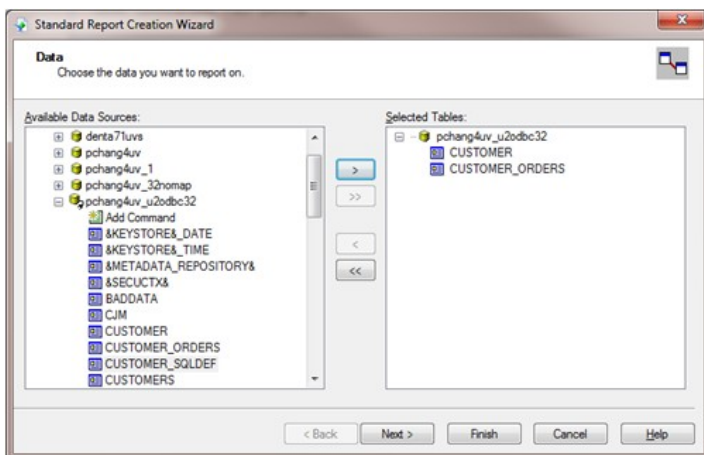 Standard Report Creation Wizard
Data
Choose the data you want to report on.
Available Data Sources:
denta71uvs
pchang4uv
pchang4uv_1
pchang4uv_32nomap
pchang4uv_u2odbc32
Add Command
&KEYSTORE&_DATE
&KEYSTORE&_TIME
&METADATA_REPOSITORY&
&SECUCTX&
BADDATA
CJM
CUSTOMER
CUSTOMER_ORDERS
CUSTOMER_SQLDEF
CUSTOMERS
>
>>
<
<<
Selected Tables:
pchang4uv_u2odbc32
CUSTOMER
CUSTOMER_ORDERS
< Back Next > Finish Cancel Help